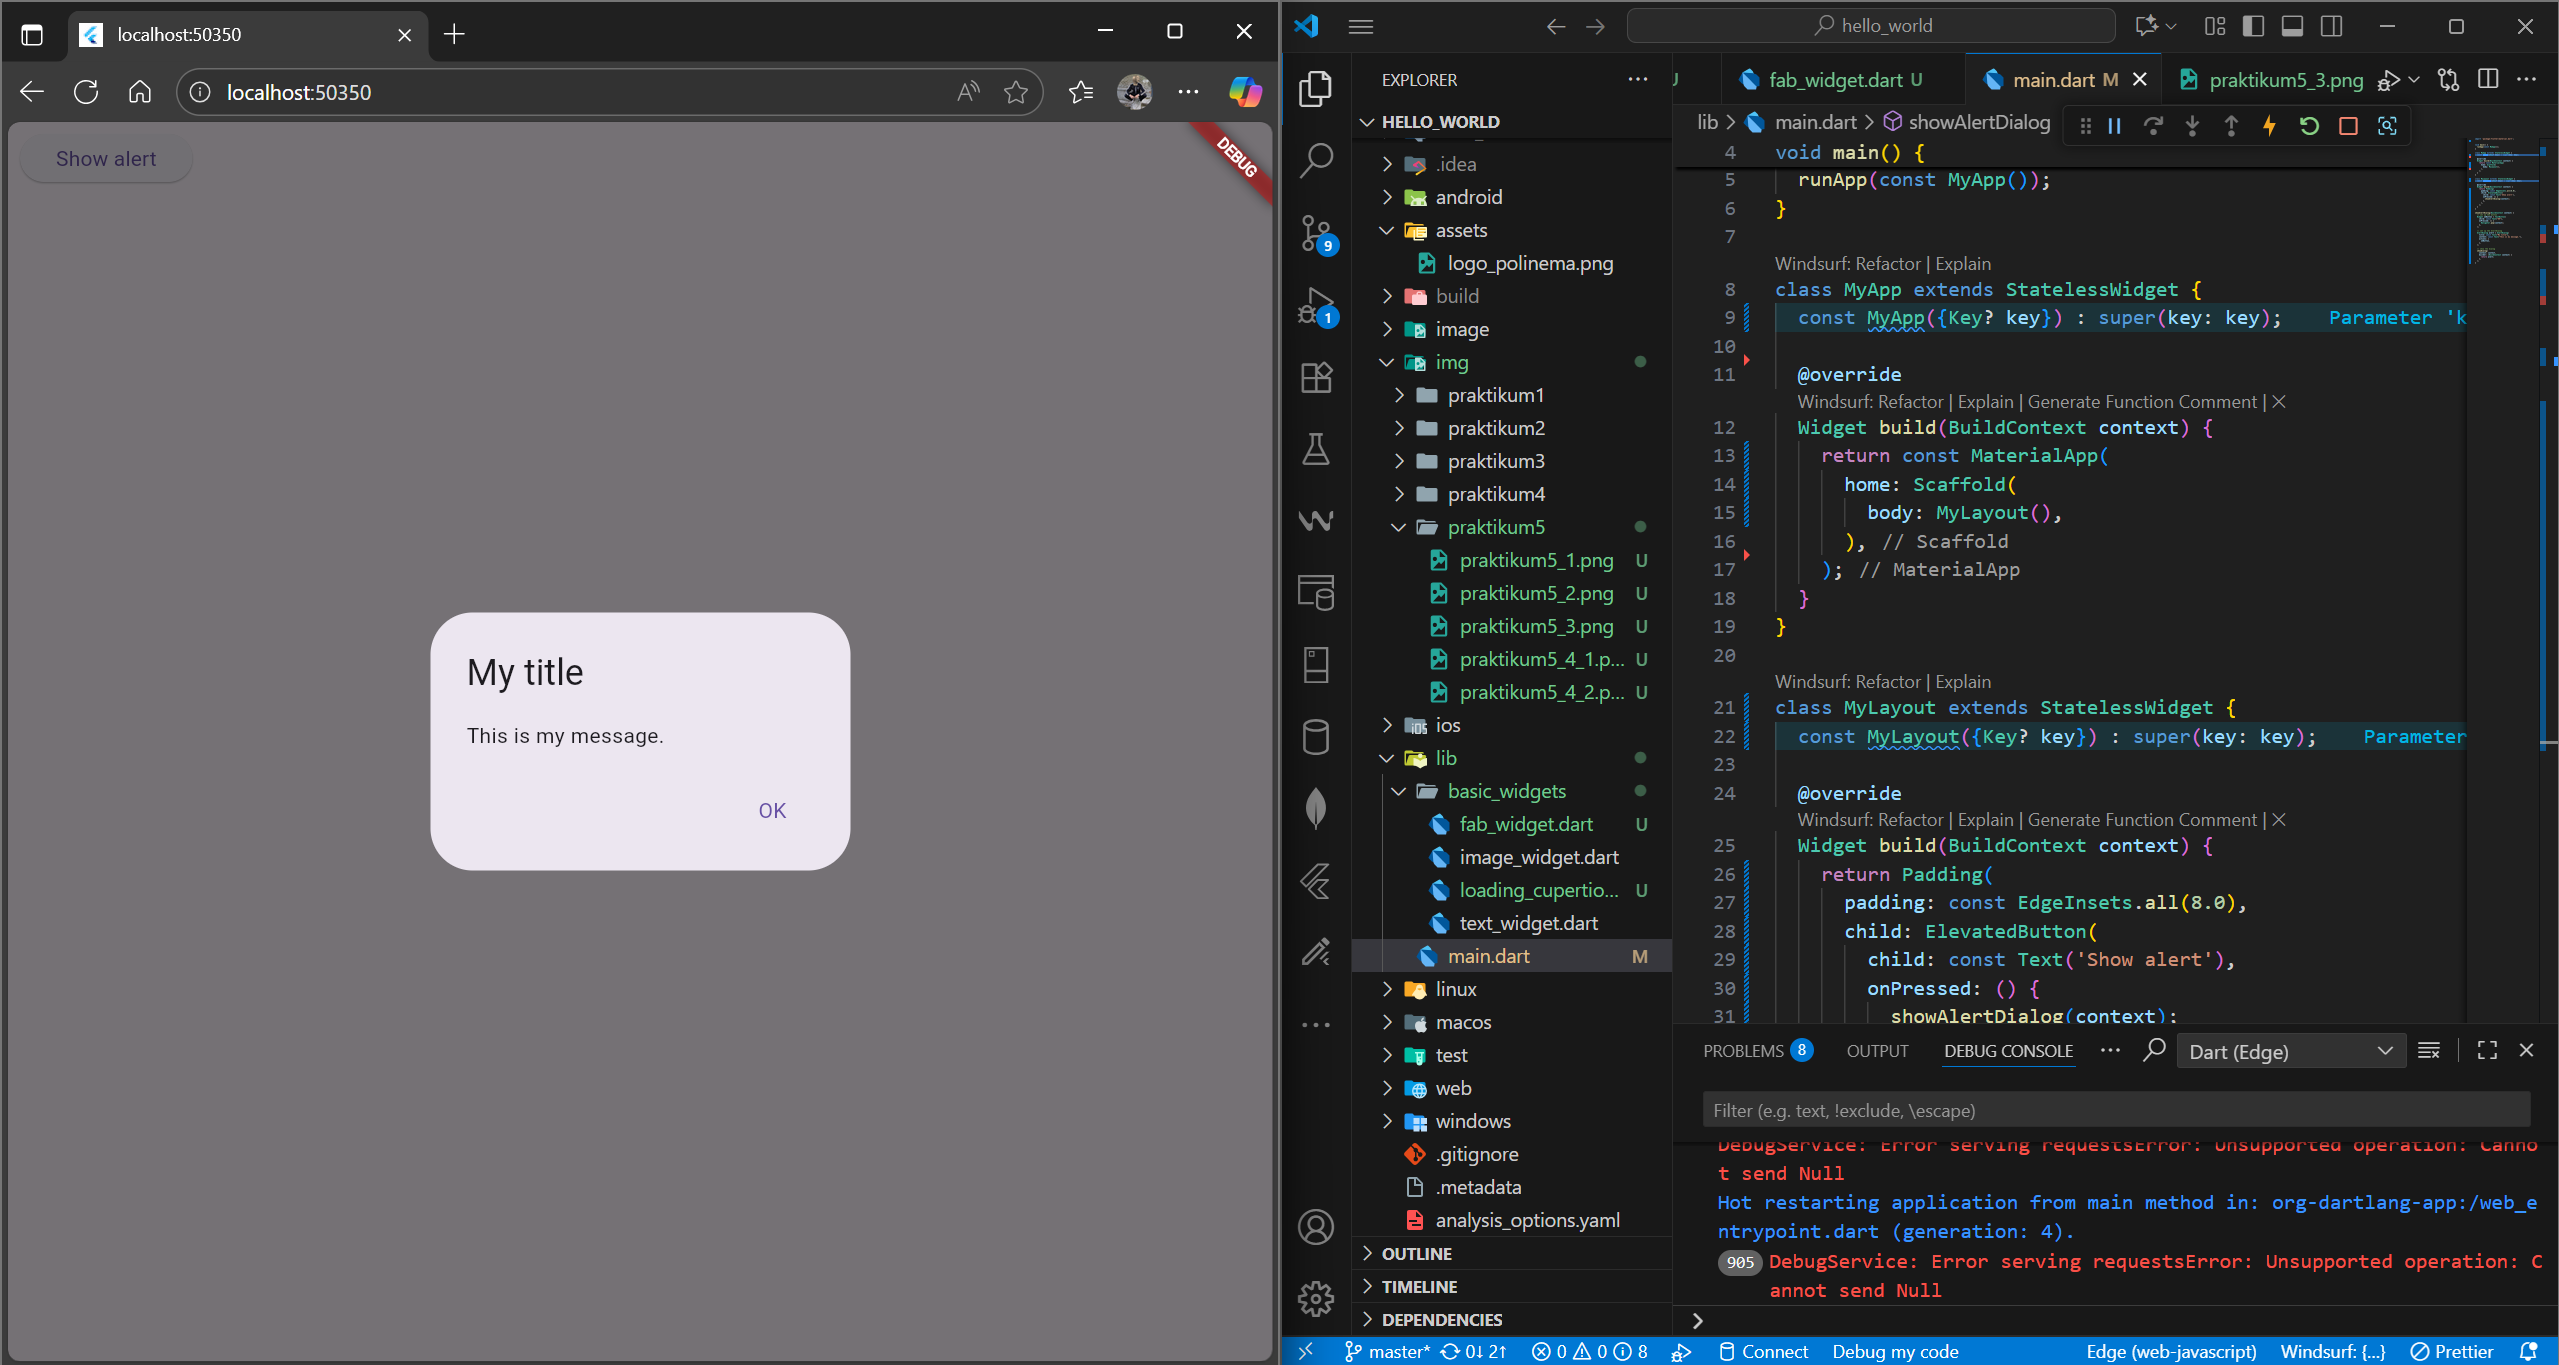 localhost:50350
localhost:50350
Show alert
DEBUG
My title
This is my message.
OK
hello_world
EXPLORER
HELLO_WORLD
.idea
android
assets
logo_polinema.png
build
image
img
praktikum1
praktikum2
praktikum3
praktikum4
praktikum5
praktikum5_1.png U
praktikum5_2.png U
praktikum5_3.png U
praktikum5_4_1.p... U
praktikum5_4_2.p... U
ios
lib
basic_widgets
fab_widget.dart U
image_widget.dart
loading_cupertio... U
text_widget.dart
main.dart M
linux
macos
test
web
windows
.gitignore
.metadata
analysis_options.yaml
OUTLINE
TIMELINE
DEPENDENCIES
9
1
U fab_widget.dart U main.dart M praktikum5_3.png
lib > main.dart > showAlertDialog
4 void main() {
5 runApp(const MyApp());
6 }
7
Windsurf: Refactor | Explain
8 class MyApp extends StatelessWidget {
9 const MyApp({Key? key}) : super(key: key); Parameter 'k
10
11 @override
Windsurf: Refactor | Explain | Generate Function Comment | ×
12 Widget build(BuildContext context) {
13 return const MaterialApp(
14 home: Scaffold(
15 body: MyLayout(),
16 ), // Scaffold
17 ); // MaterialApp
18 }
19 }
20
Windsurf: Refactor | Explain
21 class MyLayout extends StatelessWidget {
22 const MyLayout({Key? key}) : super(key: key); Parameter
23
24 @override
Windsurf: Refactor | Explain | Generate Function Comment | ×
25 Widget build(BuildContext context) {
26 return Padding(
27 padding: const EdgeInsets.all(8.0),
28 child: ElevatedButton(
29 child: const Text('Show alert'),
30 onPressed: () {
31 showAlertDialog(context);
PROBLEMS 8 OUTPUT DEBUG CONSOLE Dart (Edge)
Filter (e.g. text, !exclude, \escape)
DebugService: Error serving requestsError: Unsupported operation: Canno
t send Null
Hot restarting application from main method in: org-dartlang-app:/web_e
ntrypoint.dart (generation: 4).
905 DebugService: Error serving requestsError: Unsupported operation: C
annot send Null
master* 0↓ 2↑ 0 0 8 Connect Debug my code Edge (web-javascript) Windsurf: {...} Prettier